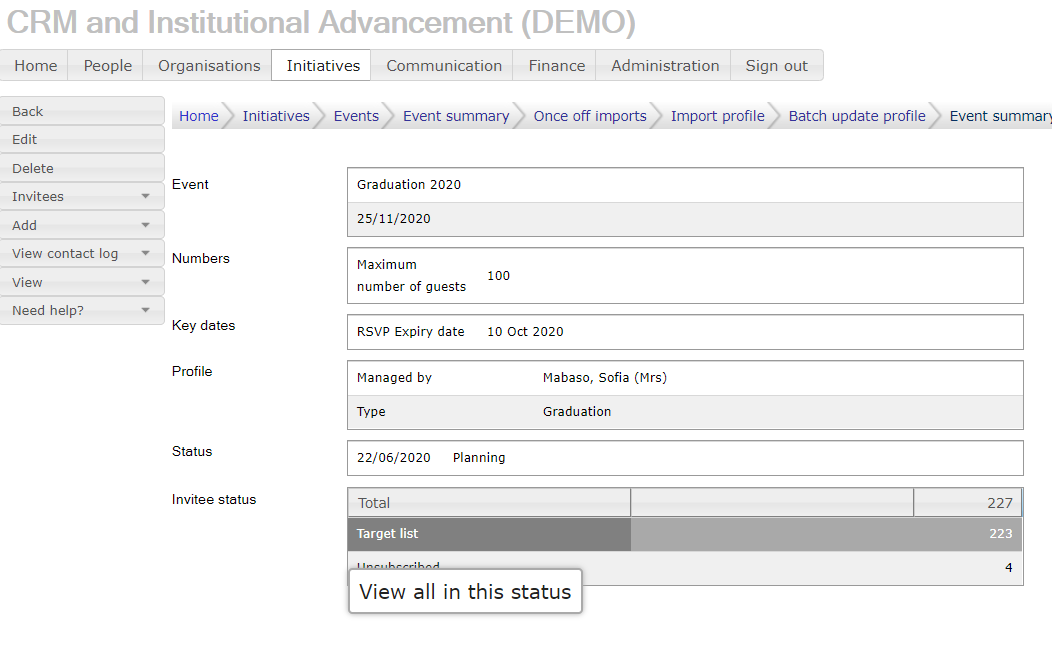 CRM and Institutional Advancement (DEMO)
Home People Organisations Initiatives Communication Finance Administration Sign out
Back
Edit
Delete
Invitees
Add
View contact log
View
Need help?
Home Initiatives Events Event summary Once off imports Import profile Batch update profile Event summary
Event
Graduation 2020
25/11/2020
Numbers
Maximum
number of guests 100
Key dates
RSVP Expiry date 10 Oct 2020
Profile
Managed by Mabaso, Sofia (Mrs)
Type Graduation
Status
22/06/2020 Planning
Invitee status
Total 227
Target list 223
Unsubscribed 4
View all in this status